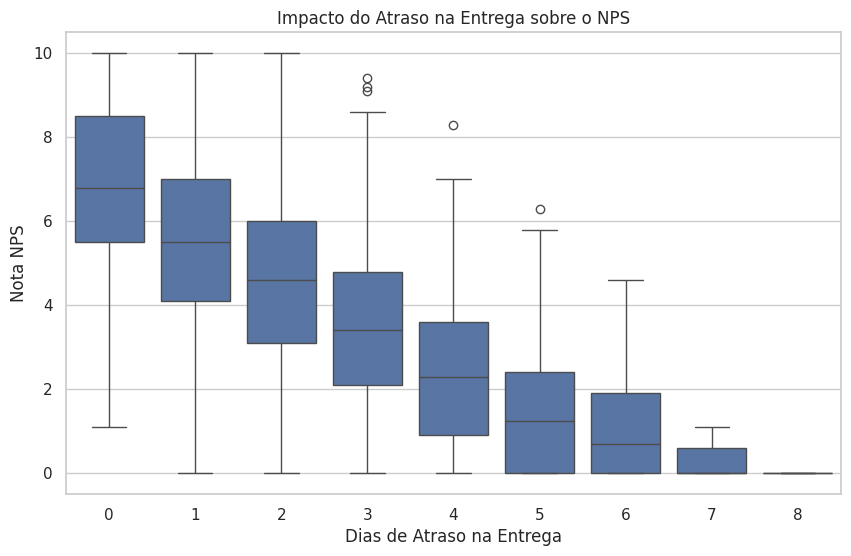 Impacto do Atraso na Entrega sobre o NPS
10
8
6
4
2
0
Nota NPS
0 1 2 3 4 5 6 7 8
Dias de Atraso na Entrega